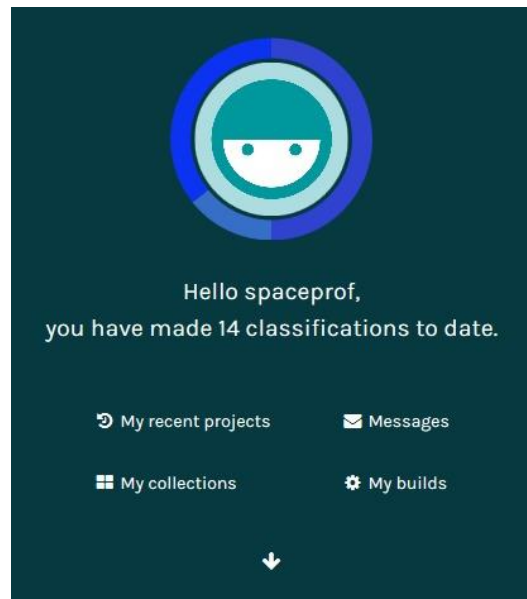 Hello spaceprof,
you have made 14 classifications to date.
My recent projects
Messages
My collections
My builds